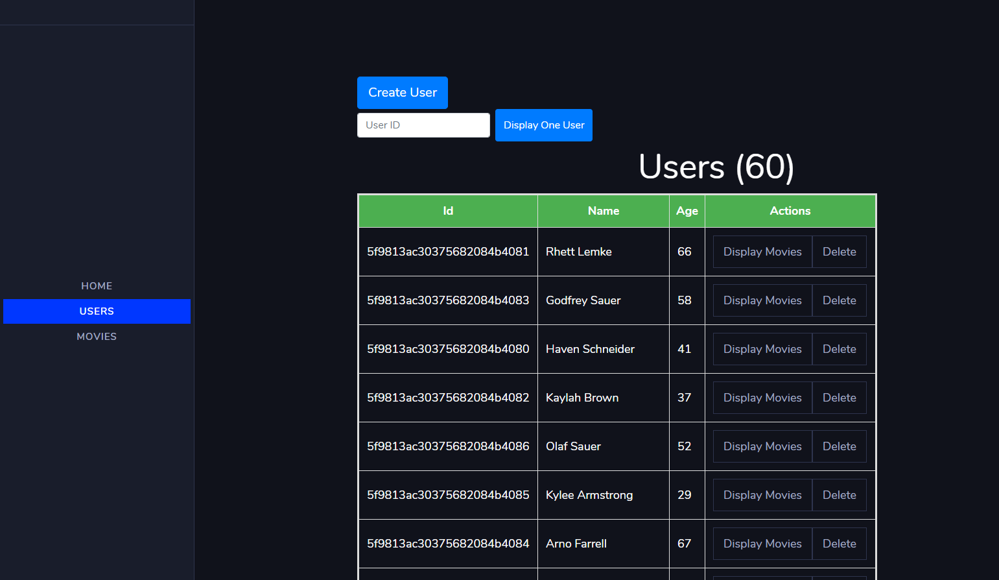 HOME
USERS
MOVIES
Create User
User ID Display One User
Users (60)
Id Name Age Actions
5f9813ac30375682084b4081 Rhett Lemke 66 Display Movies Delete
5f9813ac30375682084b4083 Godfrey Sauer 58 Display Movies Delete
5f9813ac30375682084b4080 Haven Schneider 41 Display Movies Delete
5f9813ac30375682084b4082 Kaylah Brown 37 Display Movies Delete
5f9813ac30375682084b4086 Olaf Sauer 52 Display Movies Delete
5f9813ac30375682084b4085 Kylee Armstrong 29 Display Movies Delete
5f9813ac30375682084b4084 Arno Farrell 67 Display Movies Delete